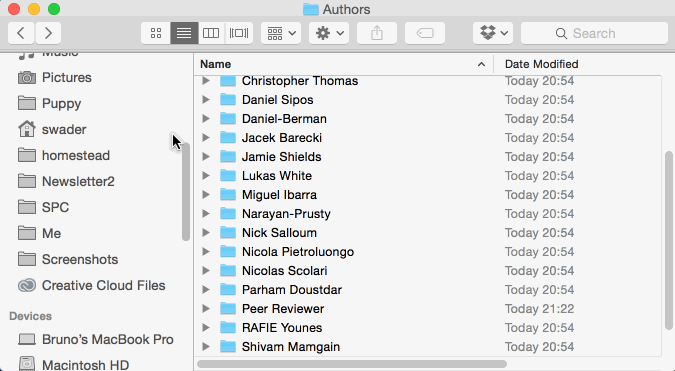 Authors
Search
Music
Pictures
Puppy
swader
homestead
Newsletter2
SPC
Me
Screenshots
Creative Cloud Files
Devices
Bruno's MacBook Pro
Macintosh HD
Name Date Modified
Christopher Thomas Today 20:54
Daniel Sipos Today 20:54
Daniel-Berman Today 20:54
Jacek Barecki Today 20:54
Jamie Shields Today 20:54
Lukas White Today 20:54
Miguel Ibarra Today 20:54
Narayan-Prusty Today 20:54
Nick Salloum Today 20:54
Nicola Pietroluongo Today 20:54
Nicolas Scolari Today 20:54
Parham Doustdar Today 20:54
Peer Reviewer Today 21:22
RAFIE Younes Today 20:54
Shivam Mamgain Today 20:54